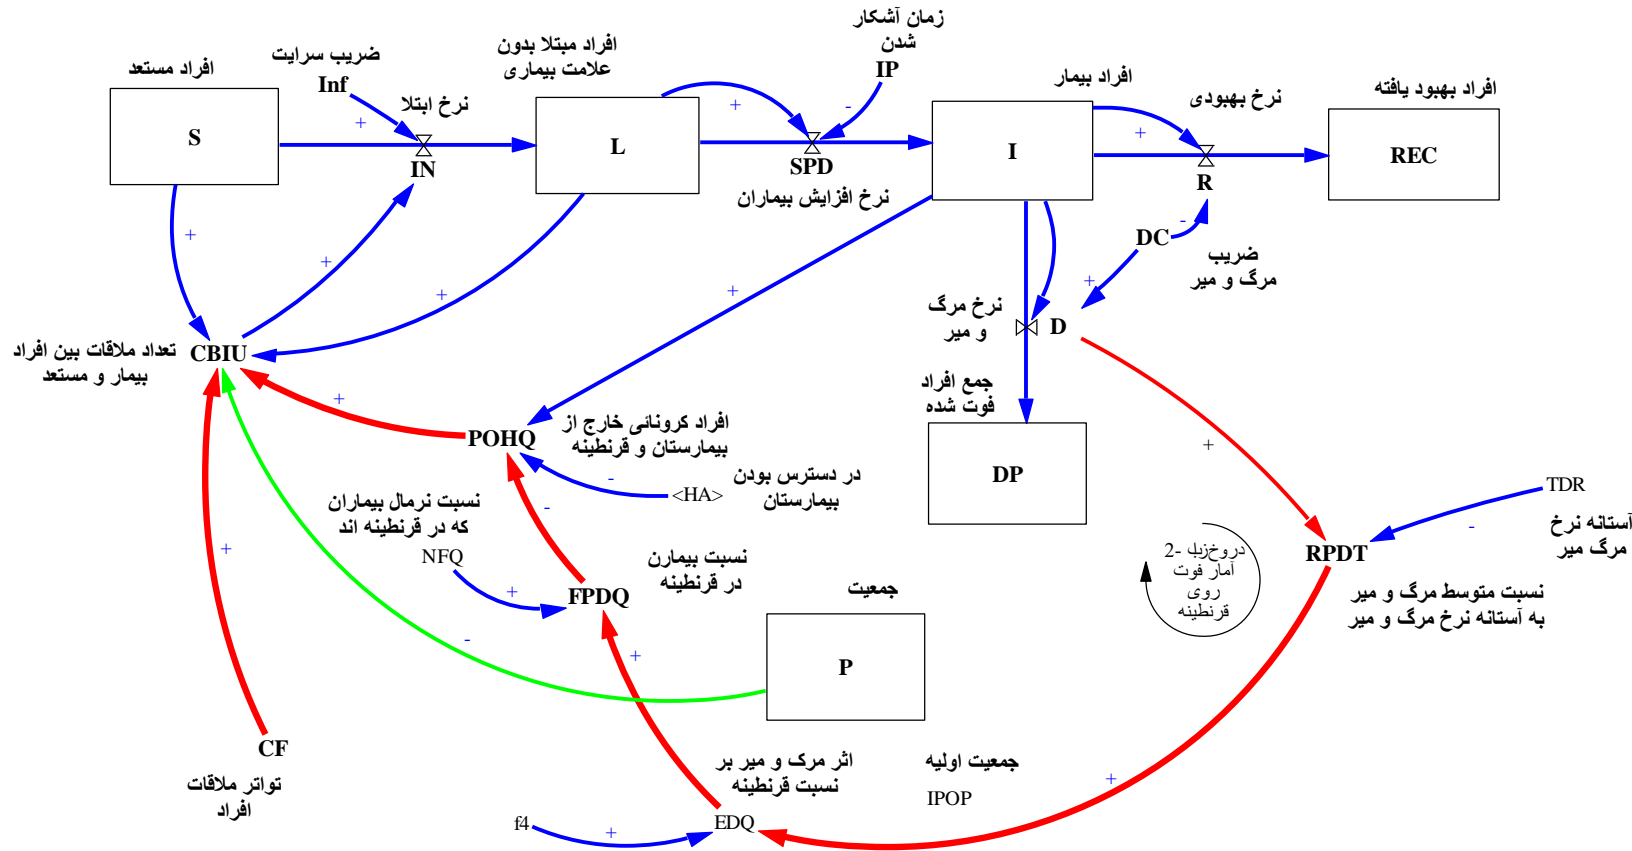 زمان آشکار
شدن
IP
ضریب سرایت
Inf
افراد مستعد
S
نرخ ابتلا
IN
افراد مبتلا بدون
علامت بیماری
L
SPD
نرخ افزایش بیماران
افراد بیمار
I
نرخ بهبودی
R
افراد بهبود یافته
REC
DC
ضریب
مرگ و میر
نرخ مرگ
و میر
D
تعداد ملاقات بین افراد
بیمار و مستعد
CBIU
جمع افراد
فوت شده
DP
POHQ
افراد کرونائی خارج از
بیمارستان و قرنطینه
در دسترس بودن
بیمارستان
<HA>
نسبت نرمال بیماران
که در قرنطینه اند
NFQ
نسبت بیمارن
در قرنطینه
FPDQ
TDR
آستانه نرخ
مرگ میر
RPDT
نسبت متوسط مرگ و میر
به آستانه نرخ مرگ و میر
2-
آمار فوت
روی
قرنطینه
جمعیت
P
CF
تواتر ملاقات
افراد
اثر مرک و میر بر
نسبت قرنطینه
جمعیت اولیه
IPOP
f4
EDQ
+
+
-
+
+
+
+
+
-
+
+
+
-
-
+
-
+
+
-
+
+
+